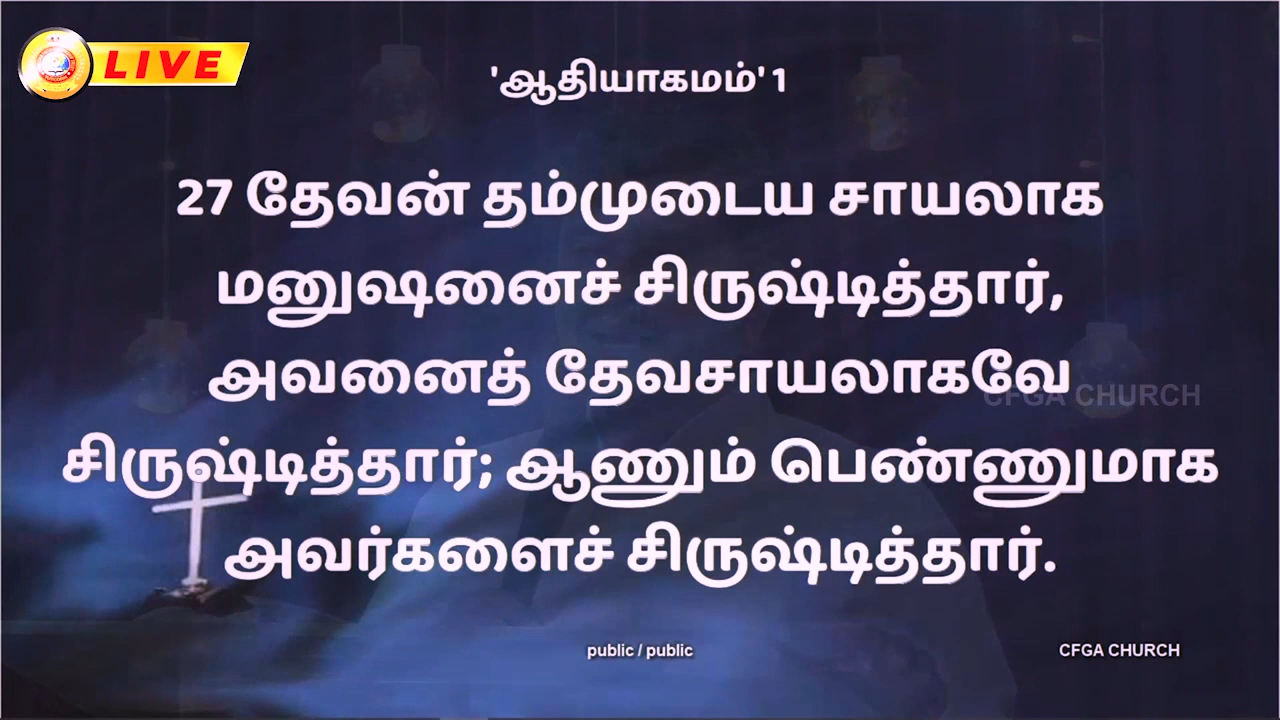 LIVE
'ஆதியாகமம்' 1
27 தேவன் தம்முடைய சாயலாக
மனுஷனைச் சிருஷ்டித்தார்,
அவனைத் தேவசாயலாகவே
CFGA CHURCH
சிருஷ்டித்தார்; ஆணும் பெண்ணுமாக
அவர்களைச் சிருஷ்டித்தார்.
public / public
CFGA CHURCH